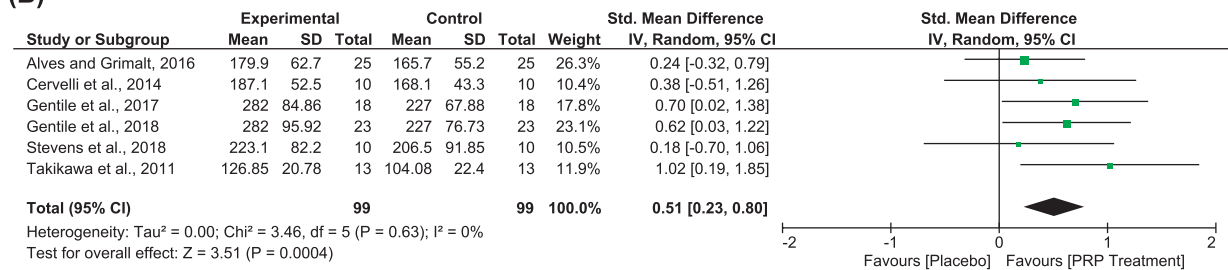 (B)
Experimental Control Std. Mean Difference Std. Mean Difference
Study or Subgroup Mean SD Total Mean SD Total Weight IV, Random, 95% CI IV, Random, 95% CI
Alves and Grimalt, 2016 179.9 62.7 25 165.7 55.2 25 26.3% 0.24 [-0.32, 0.79]
Cervelli et al., 2014 187.1 52.5 10 168.1 43.3 10 10.4% 0.38 [-0.51, 1.26]
Gentile et al., 2017 282 84.86 18 227 67.88 18 17.8% 0.70 [0.02, 1.38]
Gentile et al., 2018 282 95.92 23 227 76.73 23 23.1% 0.62 [0.03, 1.22]
Stevens et al., 2018 223.1 82.2 10 206.5 91.85 10 10.5% 0.18 [-0.70, 1.06]
Takikawa et al., 2011 126.85 20.78 13 104.08 22.4 13 11.9% 1.02 [0.19, 1.85]
Total (95% CI) 99 99 100.0% 0.51 [0.23, 0.80]
Heterogeneity: Tau² = 0.00; Chi² = 3.46, df = 5 (P = 0.63); I² = 0%
Test for overall effect: Z = 3.51 (P = 0.0004)
-2 -1 0 1 2
Favours [Placebo] Favours [PRP Treatment]